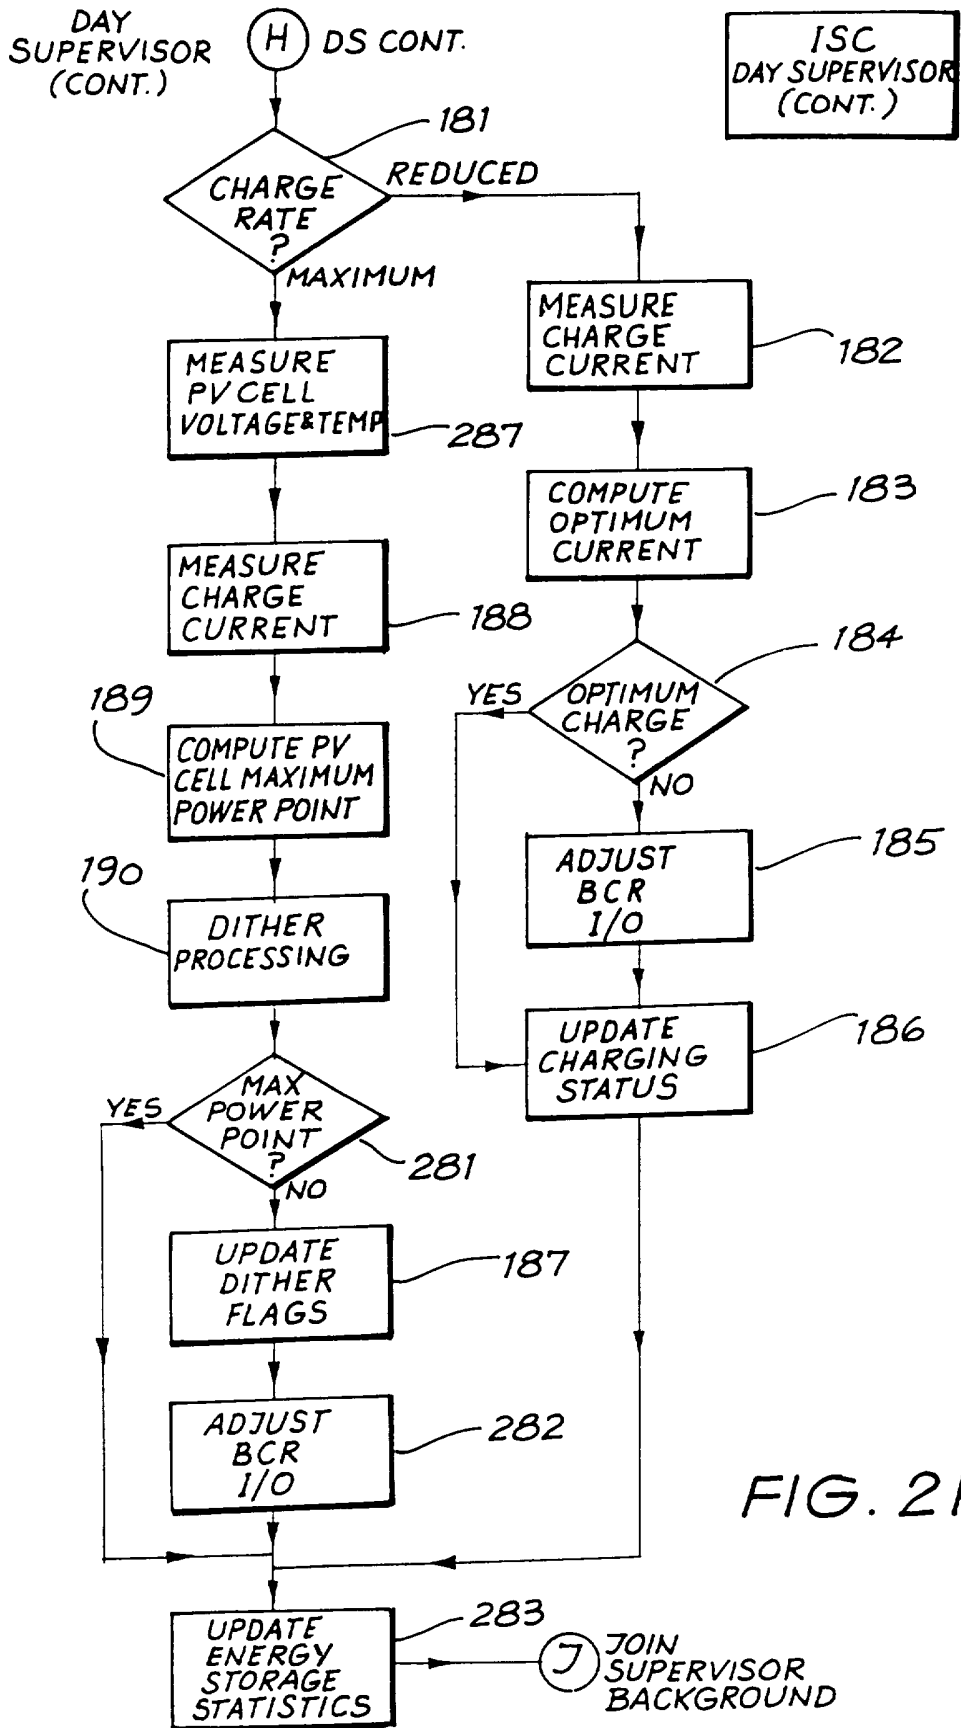 DAY
SUPERVISOR
(CONT.)
H
DS CONT.
ISC
DAY SUPERVISOR
(CONT.)
181
CHARGE
RATE
?
REDUCED
MAXIMUM
MEASURE
CHARGE
CURRENT
182
MEASURE
PV CELL
VOLTAGE&TEMP
287
COMPUTE
OPTIMUM
CURRENT
183
MEASURE
CHARGE
CURRENT
188
184
YES
OPTIMUM
CHARGE
?
NO
189
COMPUTE PV
CELL MAXIMUM
POWER POINT
ADJUST
BCR
I/O
185
190
DITHER
PROCESSING
UPDATE
CHARGING
STATUS
186
YES
MAX
POWER
POINT
?
281
NO
UPDATE
DITHER
FLAGS
187
ADJUST
BCR
I/O
282
FIG. 21
UPDATE
ENERGY
STORAGE
STATISTICS
283
J
JOIN
SUPERVISOR
BACKGROUND